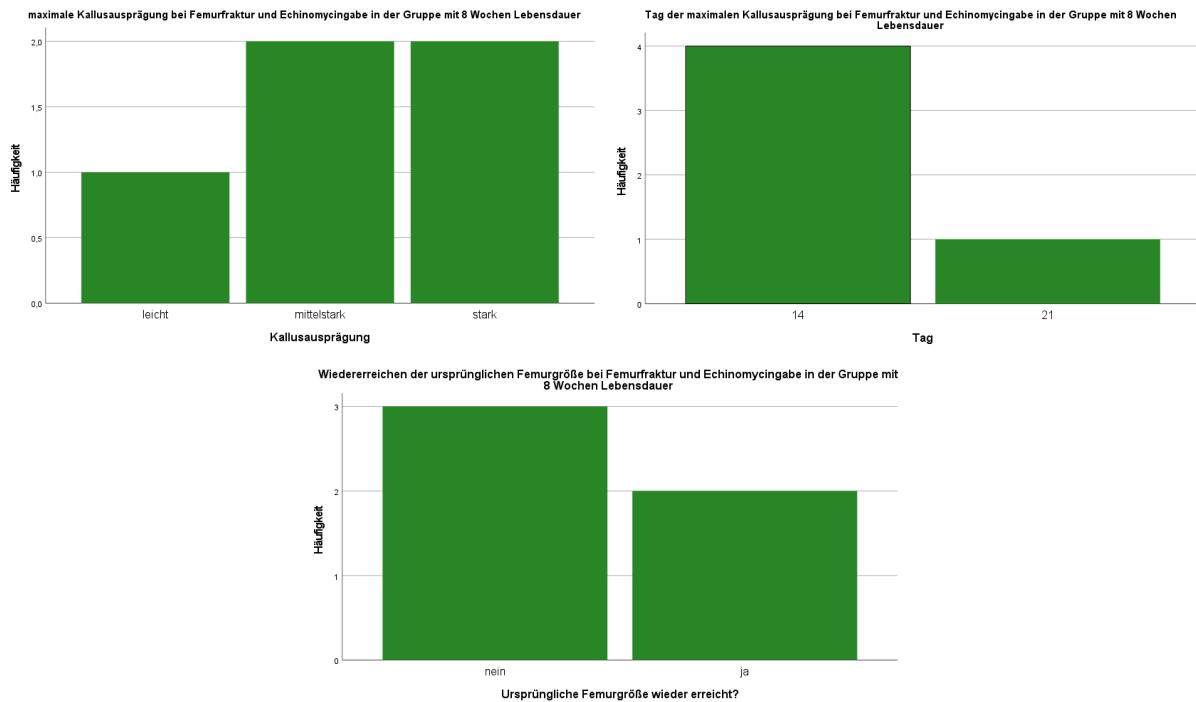 maximale Kallusausprägung bei Femurfraktur und Echinomycingabe in der Gruppe mit 8 Wochen Lebensdauer
Häufigkeit
2,0
1,5
1,0
0,5
0,0
leicht
mittelstark
stark
Kallusausprägung
Tag der maximalen Kallusausprägung bei Femurfraktur und Echinomycingabe in der Gruppe mit 8 Wochen
Lebensdauer
Häufigkeit
4
3
2
1
0
14
21
Tag
Wiedererreichen der ursprünglichen Femurgröße bei Femurfraktur und Echinomycingabe in der Gruppe mit
8 Wochen Lebensdauer
Häufigkeit
3
2
1
0
nein
ja
Ursprüngliche Femurgröße wieder erreicht?